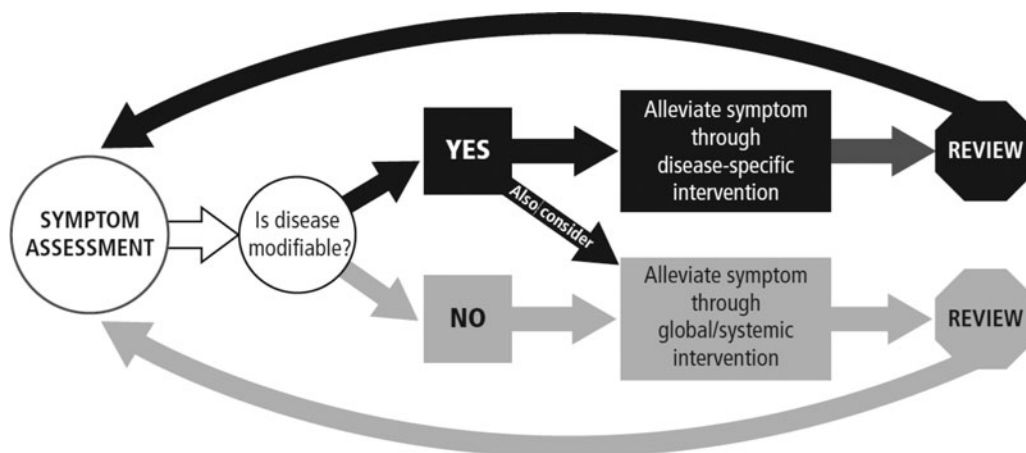 SYMPTOM
ASSESSMENT
Is disease
modifiable?
YES
Also consider
Alleviate symptom
through
disease-specific
intervention
REVIEW
NO
Alleviate symptom
through
global/systemic
intervention
REVIEW